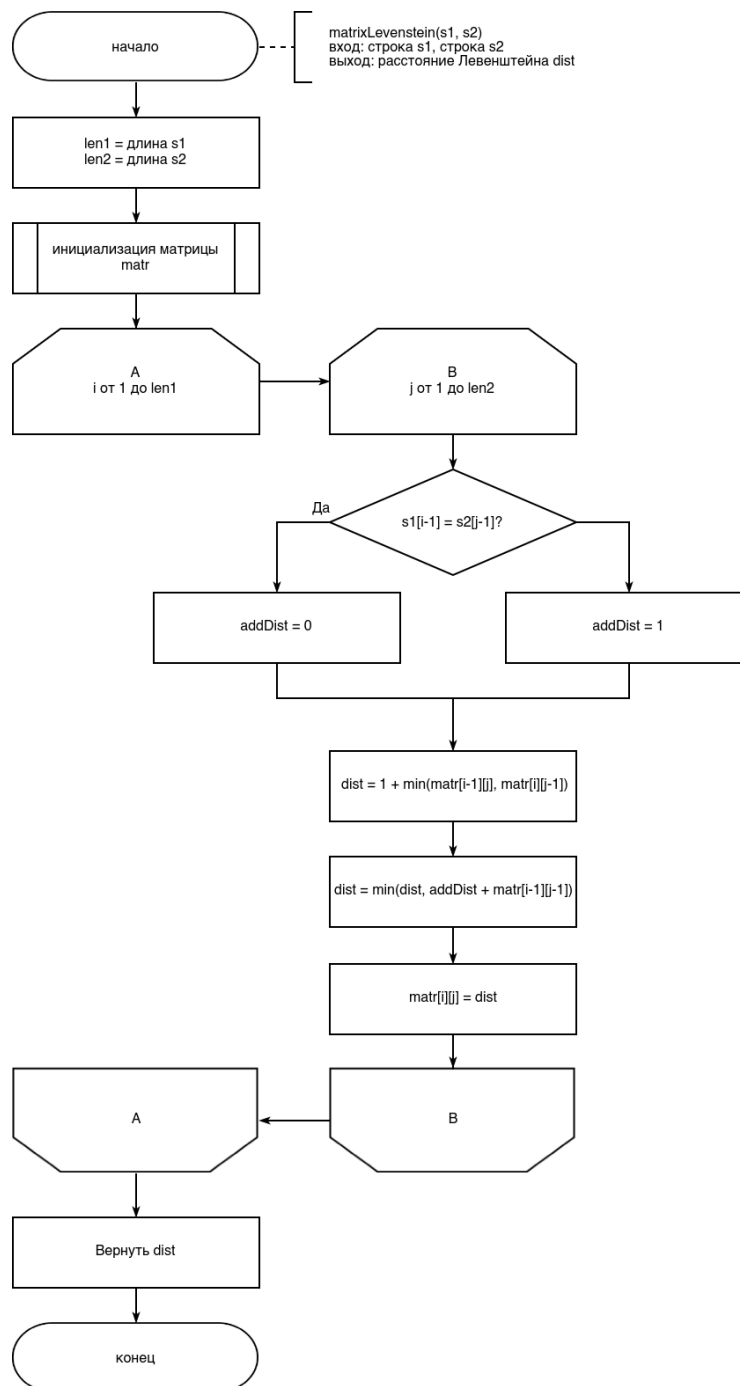 начало
matrixLevenstein(s1, s2)
вход: строка s1, строка s2
выход: расстояние Левенштейна dist
len1 = длина s1
len2 = длина s2
инициализация матрицы
matr
A
i от 1 до len1
B
j от 1 до len2
Да
s1[i-1] = s2[j-1]?
addDist = 0
addDist = 1
dist = 1 + min(matr[i-1][j], matr[i][j-1])
dist = min(dist, addDist + matr[i-1][j-1])
matr[i][j] = dist
A
B
Вернуть dist
конец